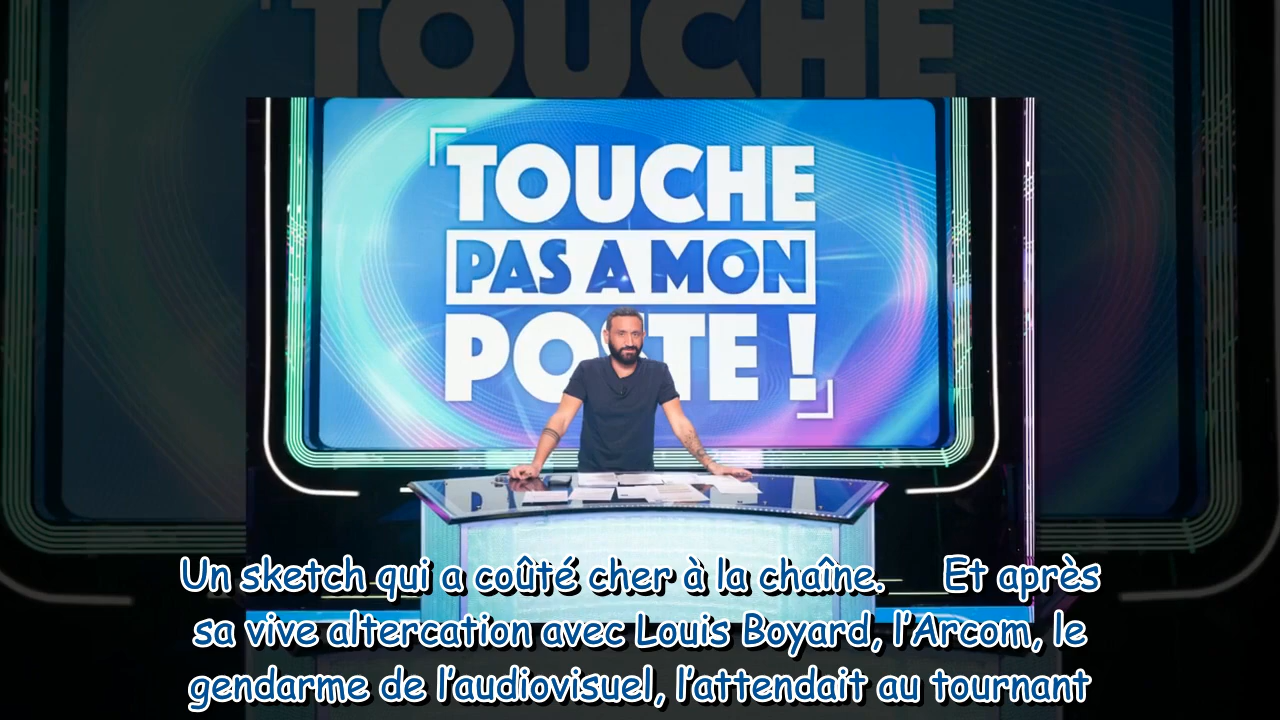 TOUCHE
TOUCHE
PAS A MON
POSTE !
Un sketch qui a coûté cher à la chaîne. Et après
sa vive altercation avec Louis Boyard, l'Arcom, le
gendarme de l'audiovisuel, l'attendait au tournant